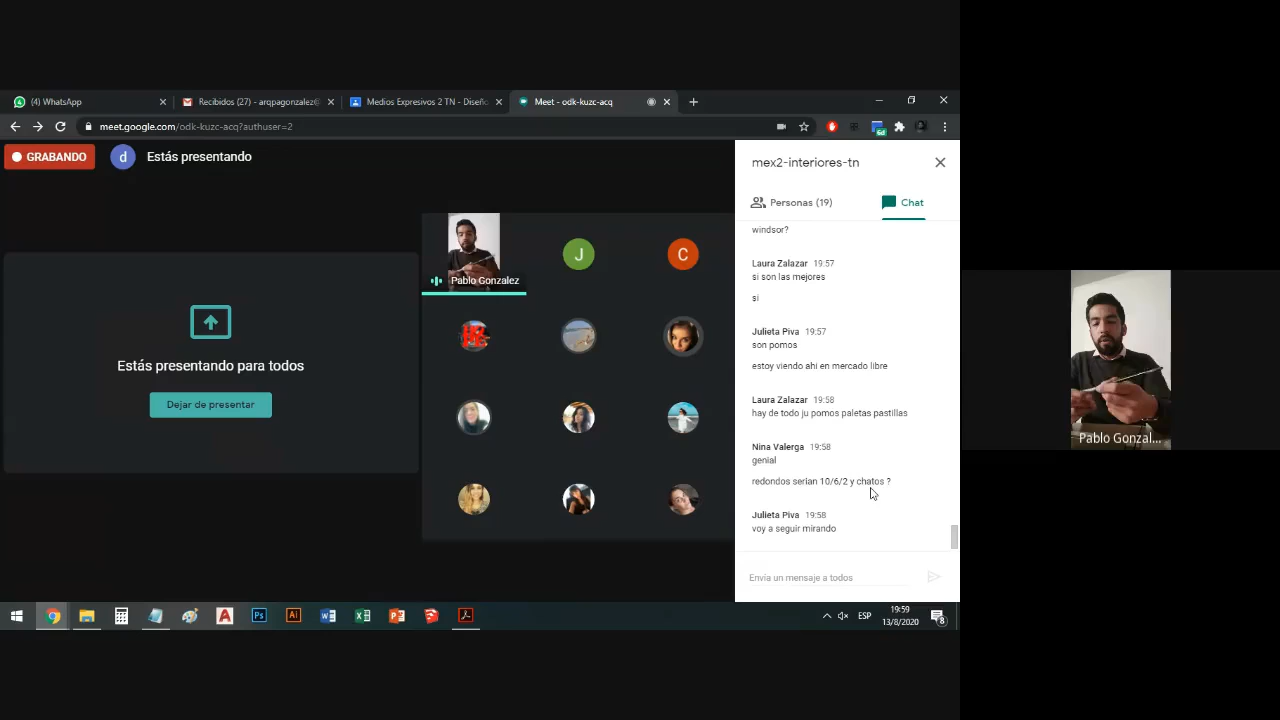 (4) WhatsApp
Recibidos (27) - arqpagonzalez@
Medios Expresivos 2 TN - Diseño
Meet - odk-kuzc-acq
meet.google.com/odk-kuzc-acq?authuser=2
6d
GRABANDO
d
Estás presentando
mex2-interiores-tn
Personas (19)
Chat
Estás presentando para todos
Dejar de presentar
Pablo Gonzalez
J
C
windsor?
Laura Zalazar 19:57
si son las mejores
si
Julieta Piva 19:57
son pomos
estoy viendo ahi en mercado libre
Laura Zalazar 19:58
hay de todo ju pomos paletas pastillas
Nina Valerga 19:58
genial
redondos serian 10/6/2 y chatos ?
Julieta Piva 19:58
voy a seguir mirando
Envía un mensaje a todos
Pablo Gonzal...
ESP
19:59
13/8/2020
8